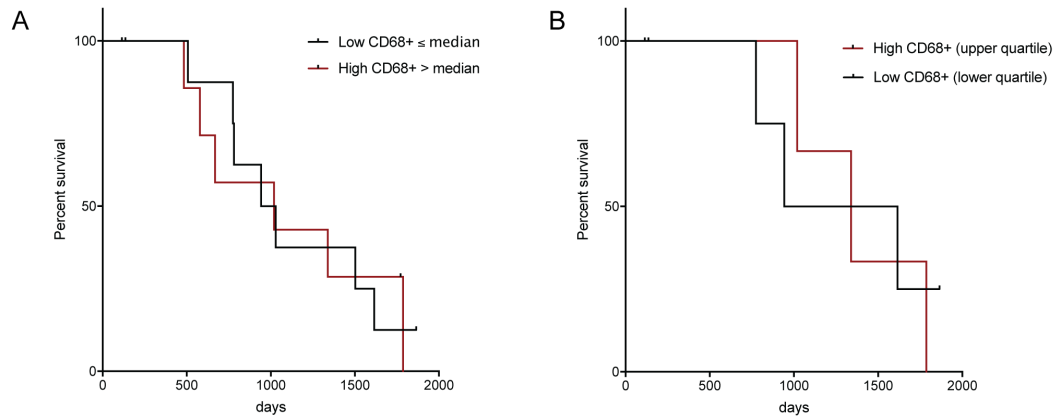 A
Low CD68+ ≤ median
High CD68+ > median
Percent survival
100
50
0
0 500 1000 1500 2000
days
B
High CD68+ (upper quartile)
Low CD68+ (lower quartile)
Percent survival
100
50
0
0 500 1000 1500 2000
days